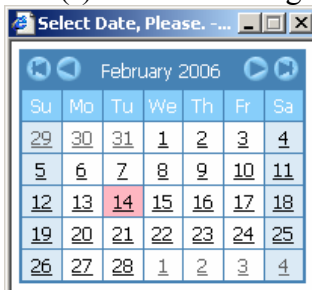 Select Date, Please. -...
February 2006
Su Mo Tu We Th Fr Sa
29 30 31 1 2 3 4
5 6 7 8 9 10 11
12 13 14 15 16 17 18
19 20 21 22 23 24 25
26 27 28 1 2 3 4